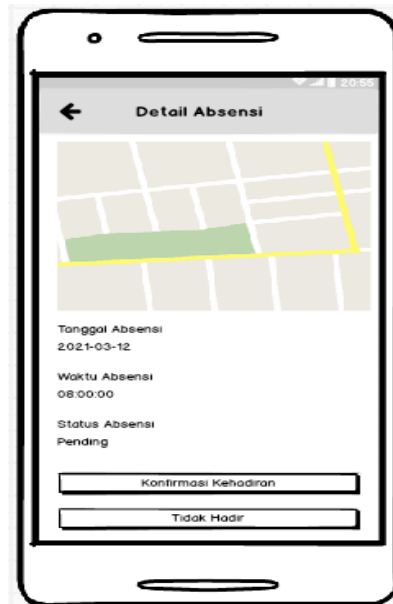 20:55
Detail Absensi
Tanggal Absensi
2021-03-12
Waktu Absensi
08:00:00
Status Absensi
Pending
Konfirmasi Kehadiran
Tidak Hadir